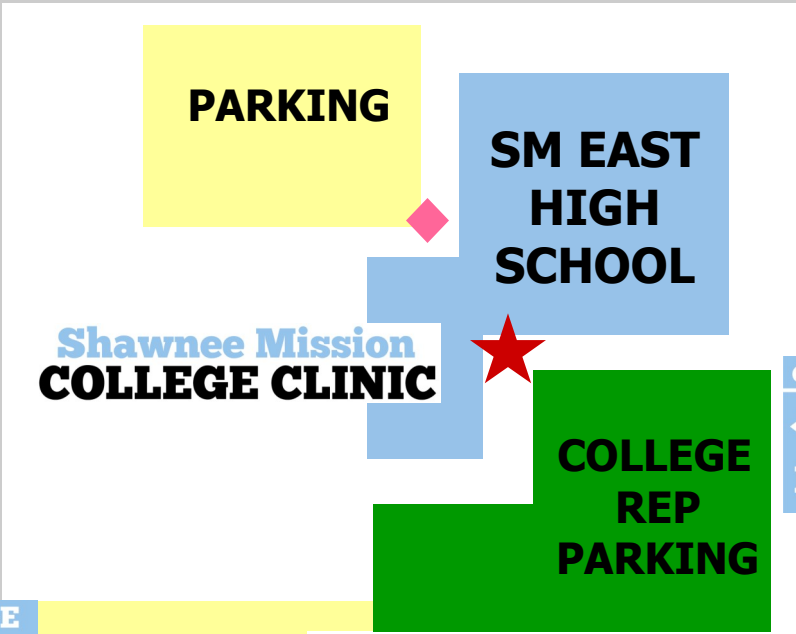 PARKING
SM EAST
HIGH
SCHOOL
Shawnee Mission
COLLEGE CLINIC
COLLEGE
REP
PARKING
E